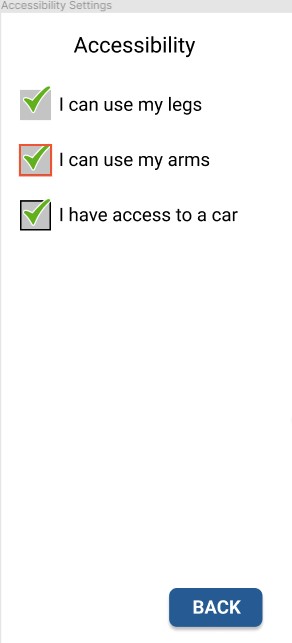 Accessibility Settings
Accessibility
I can use my legs
I can use my arms
I have access to a car
BACK